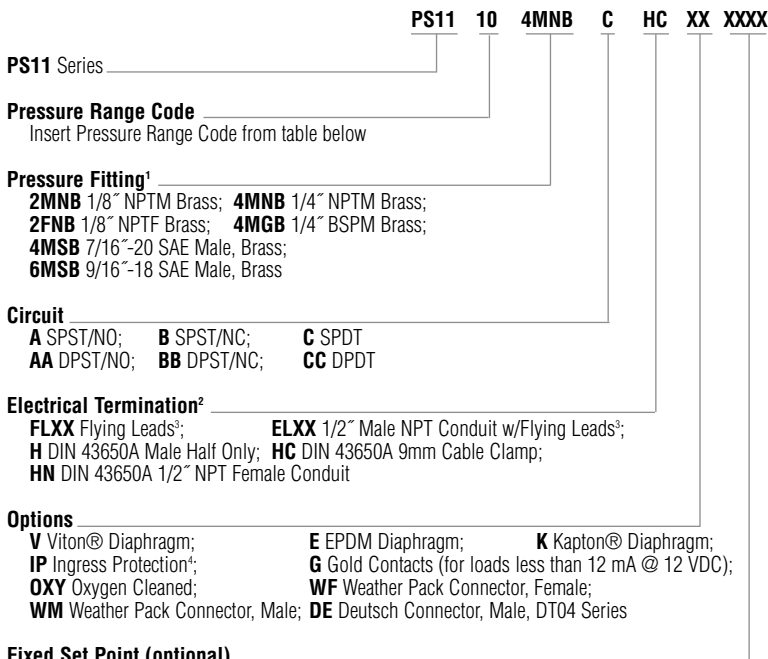 PS11 10 4MNB C HC XX XXXX
PS11 Series
Pressure Range Code
Insert Pressure Range Code from table below
Pressure Fitting¹
2MNB 1/8˝ NPTM Brass; 4MNB 1/4˝ NPTM Brass;
2FNB 1/8˝ NPTF Brass; 4MGB 1/4˝ BSPM Brass;
4MSB 7/16˝-20 SAE Male, Brass;
6MSB 9/16˝-18 SAE Male, Brass
Circuit
A SPST/NO; B SPST/NC; C SPDT
AA DPST/NO; BB DPST/NC; CC DPDT
Electrical Termination²
FLXX Flying Leads³; ELXX 1/2˝ Male NPT Conduit w/Flying Leads³;
H DIN 43650A Male Half Only; HC DIN 43650A 9mm Cable Clamp;
HN DIN 43650A 1/2˝ NPT Female Conduit
Options
V Viton® Diaphragm; E EPDM Diaphragm; K Kapton® Diaphragm;
IP Ingress Protection⁴; G Gold Contacts (for loads less than 12 mA @ 12 VDC);
OXY Oxygen Cleaned; WF Weather Pack Connector, Female;
WM Weather Pack Connector, Male; DE Deutsch Connector, Male, DT04 Series
Fixed Set Point (optional)